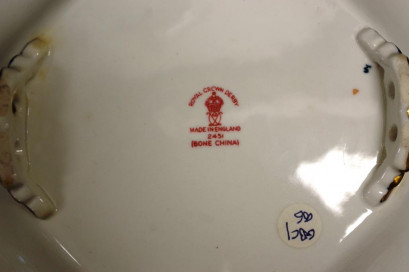 ROYAL CROWN DERBY
MADE IN ENGLAND
2451
(BONE CHINA)